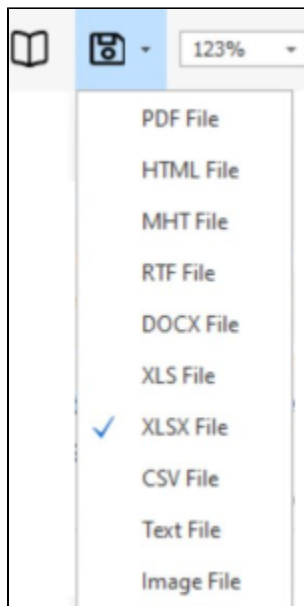 123%
PDF File
HTML File
MHT File
RTF File
DOCX File
XLS File
XLSX File
CSV File
Text File
Image File